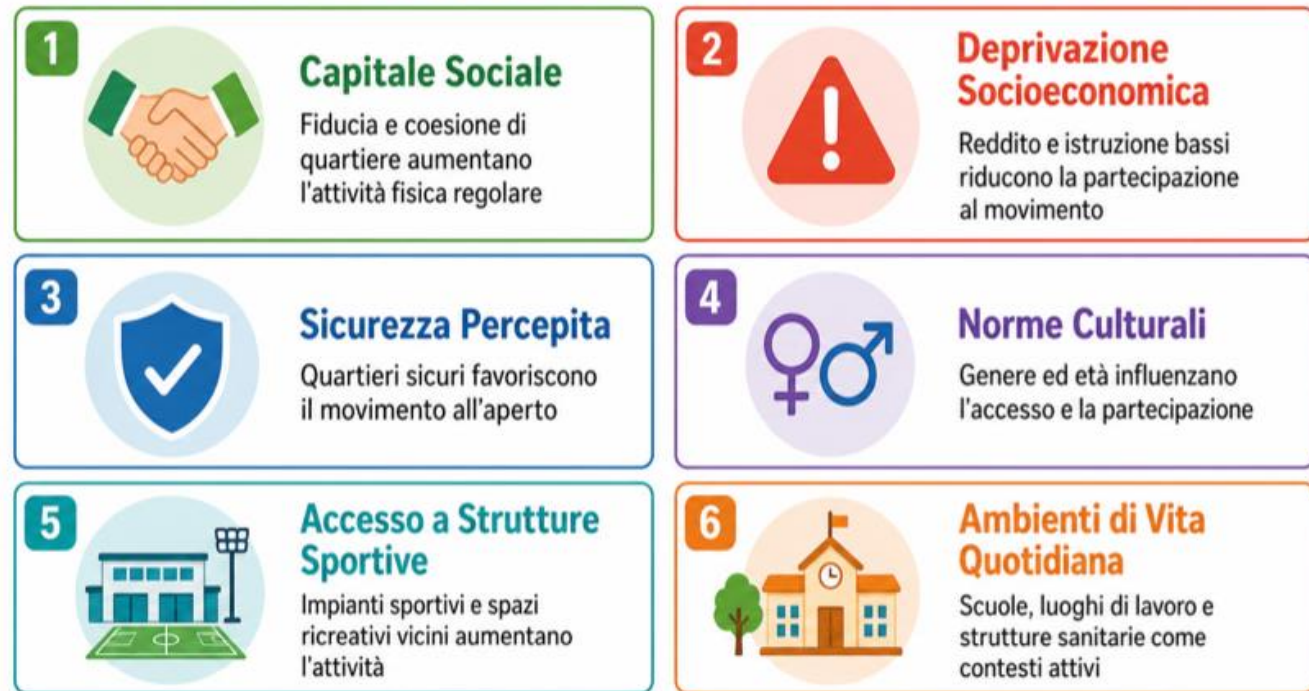 1
Capitale Sociale
Fiducia e coesione di
quartiere aumentano
l'attività fisica regolare
2
Deprivazione
Socioeconomica
Reddito e istruzione bassi
riducono la partecipazione
al movimento
3
Sicurezza Percepita
Quartieri sicuri favoriscono
il movimento all'aperto
4
Norme Culturali
Genere ed età influenzano
l'accesso e la partecipazione
5
Accesso a Strutture
Sportive
Impianti sportivi e spazi
ricreativi vicini aumentano
l'attività
6
Ambienti di Vita
Quotidiana
Scuole, luoghi di lavoro e
strutture sanitarie come
contesti attivi